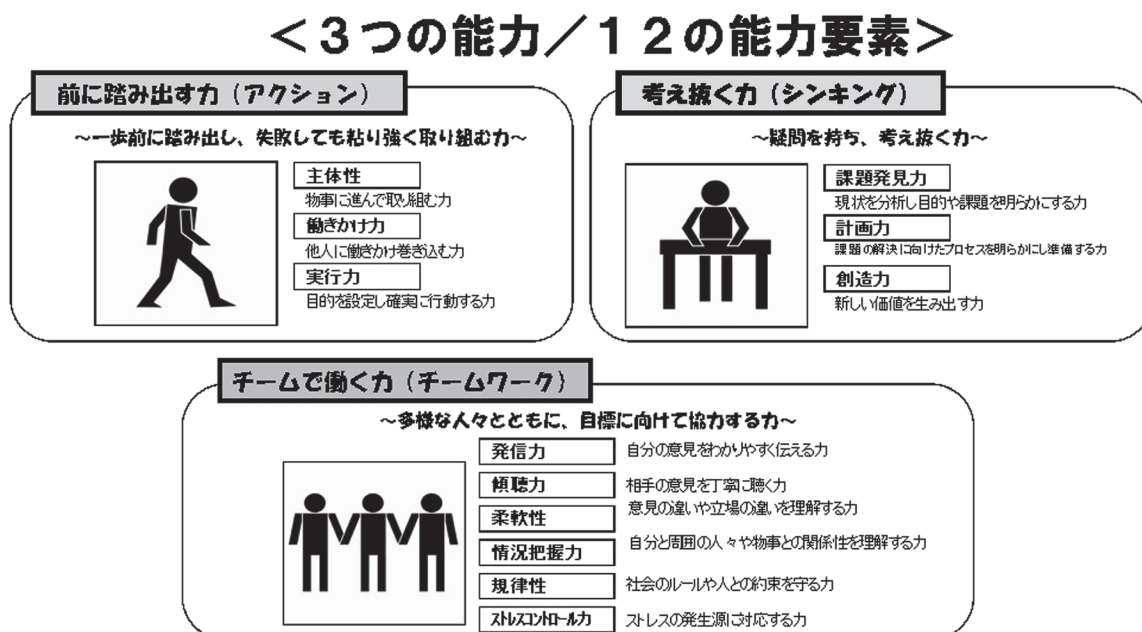 ＜３つの能力／１２の能力要素＞
前に踏み出す力（アクション）
～一歩前に踏み出し、失敗しても粘り強く取り組む力～
主体性
物事に進んで取り組む力
働きかけ力
他人に働きかけ巻き込む力
実行力
目的を設定し確実に行動する力
考え抜く力（シンキング）
～疑問を持ち、考え抜く力～
課題発見力
現状を分析し目的や課題を明らかにする力
計画力
課題の解決に向けたプロセスを明らかにし準備する力
創造力
新しい価値を生み出す力
チームで働く力（チームワーク）
～多様な人々とともに、目標に向けて協力する力～
発信力 自分の意見をわかりやすく伝える力
傾聴力 相手の意見を丁寧に聴く力
柔軟性 意見の違いや立場の違いを理解する力
情況把握力 自分と周囲の人々や物事との関係性を理解する力
規律性 社会のルールや人との約束を守る力
ストレスコントロール力 ストレスの発生源に対応する力